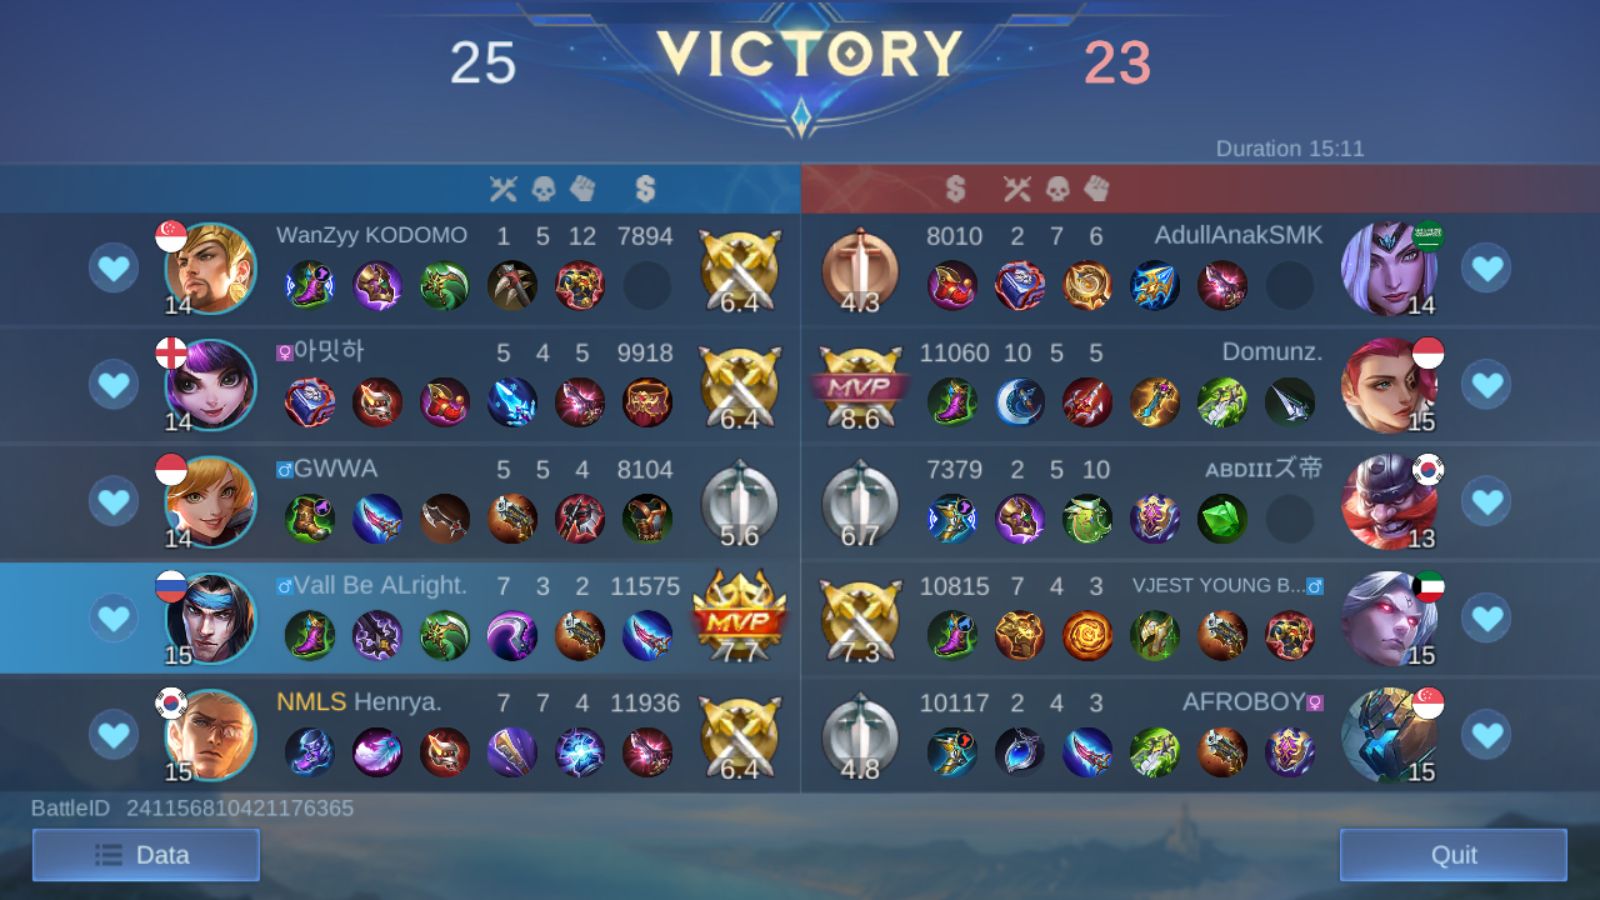 25 VICTORY 23
Duration 15:11
WanZyy KODOMO 1 5 12 7894
14 6.4
8010 2 7 6 AdullAnakSMK
4.3 14
아밋하 5 4 5 9918
14 6.4
11060 10 5 5 Domunz.
MVP
8.6 15
GWWA 5 5 4 8104
14 5.6
7379 2 5 10 ABDIIIズ帝
6.7 13
Vall Be ALright. 7 3 2 11575
MVP
15 7.7
10815 7 4 3 VJEST YOUNG B...
7.3 15
NMLS Henrya. 7 7 4 11936
15 6.4
10117 2 4 3 AFROBOY
4.8 15
BattleID 241156810421176365
Data
Quit